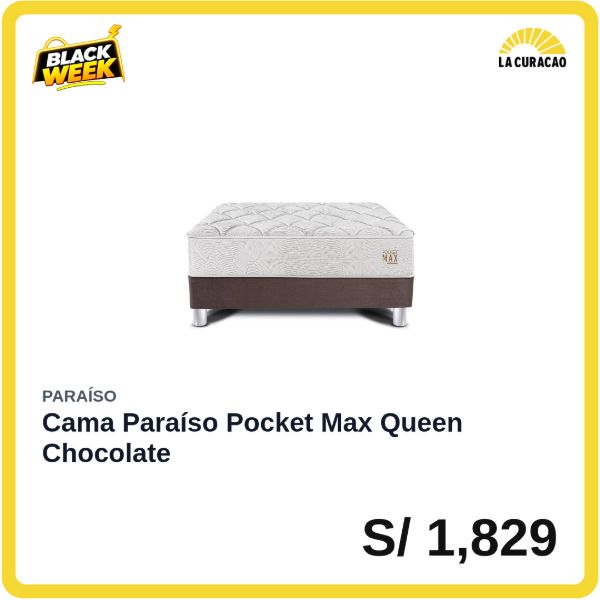 BLACK
WEEK
LA CURACAO
MAX
PARAÍSO
Cama Paraíso Pocket Max Queen
Chocolate
S/ 1,829